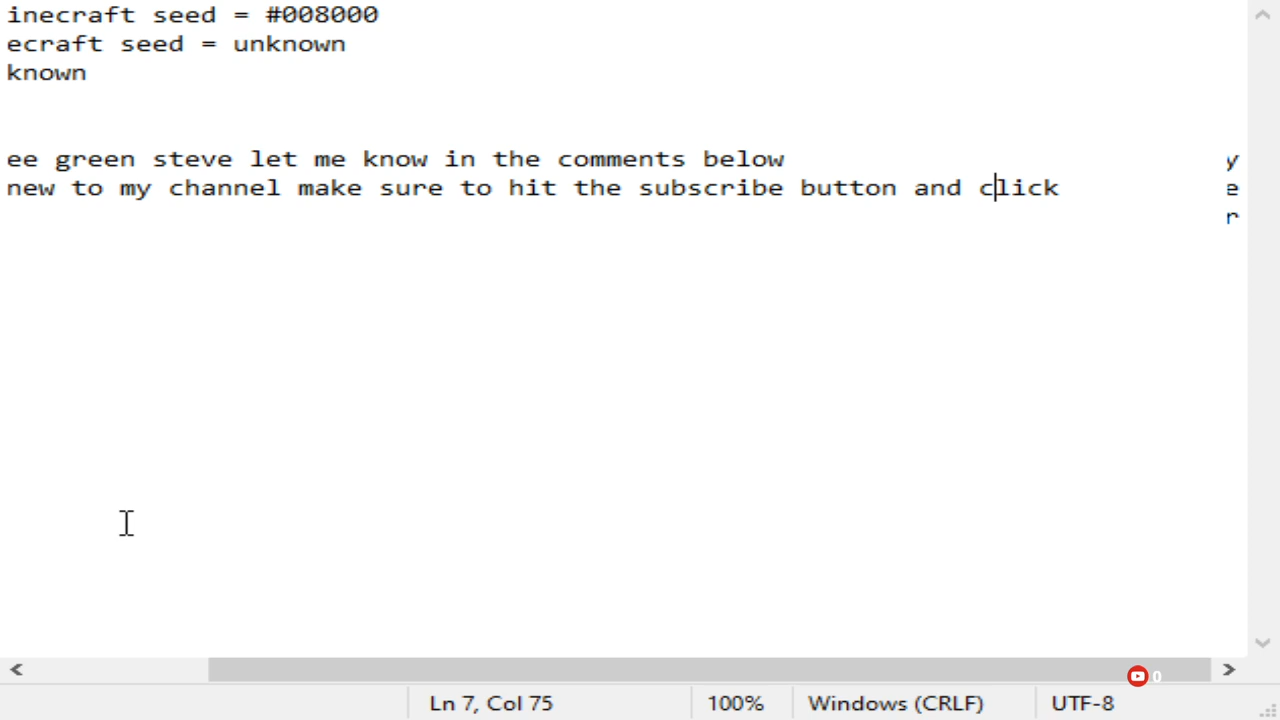 inecraft seed = #008000
ecraft seed = unknown
known
ee green steve let me know in the comments below
y
new to my channel make sure to hit the subscribe button and click
e
r
0
Ln 7, Col 75
100%
Windows (CRLF)
UTF-8